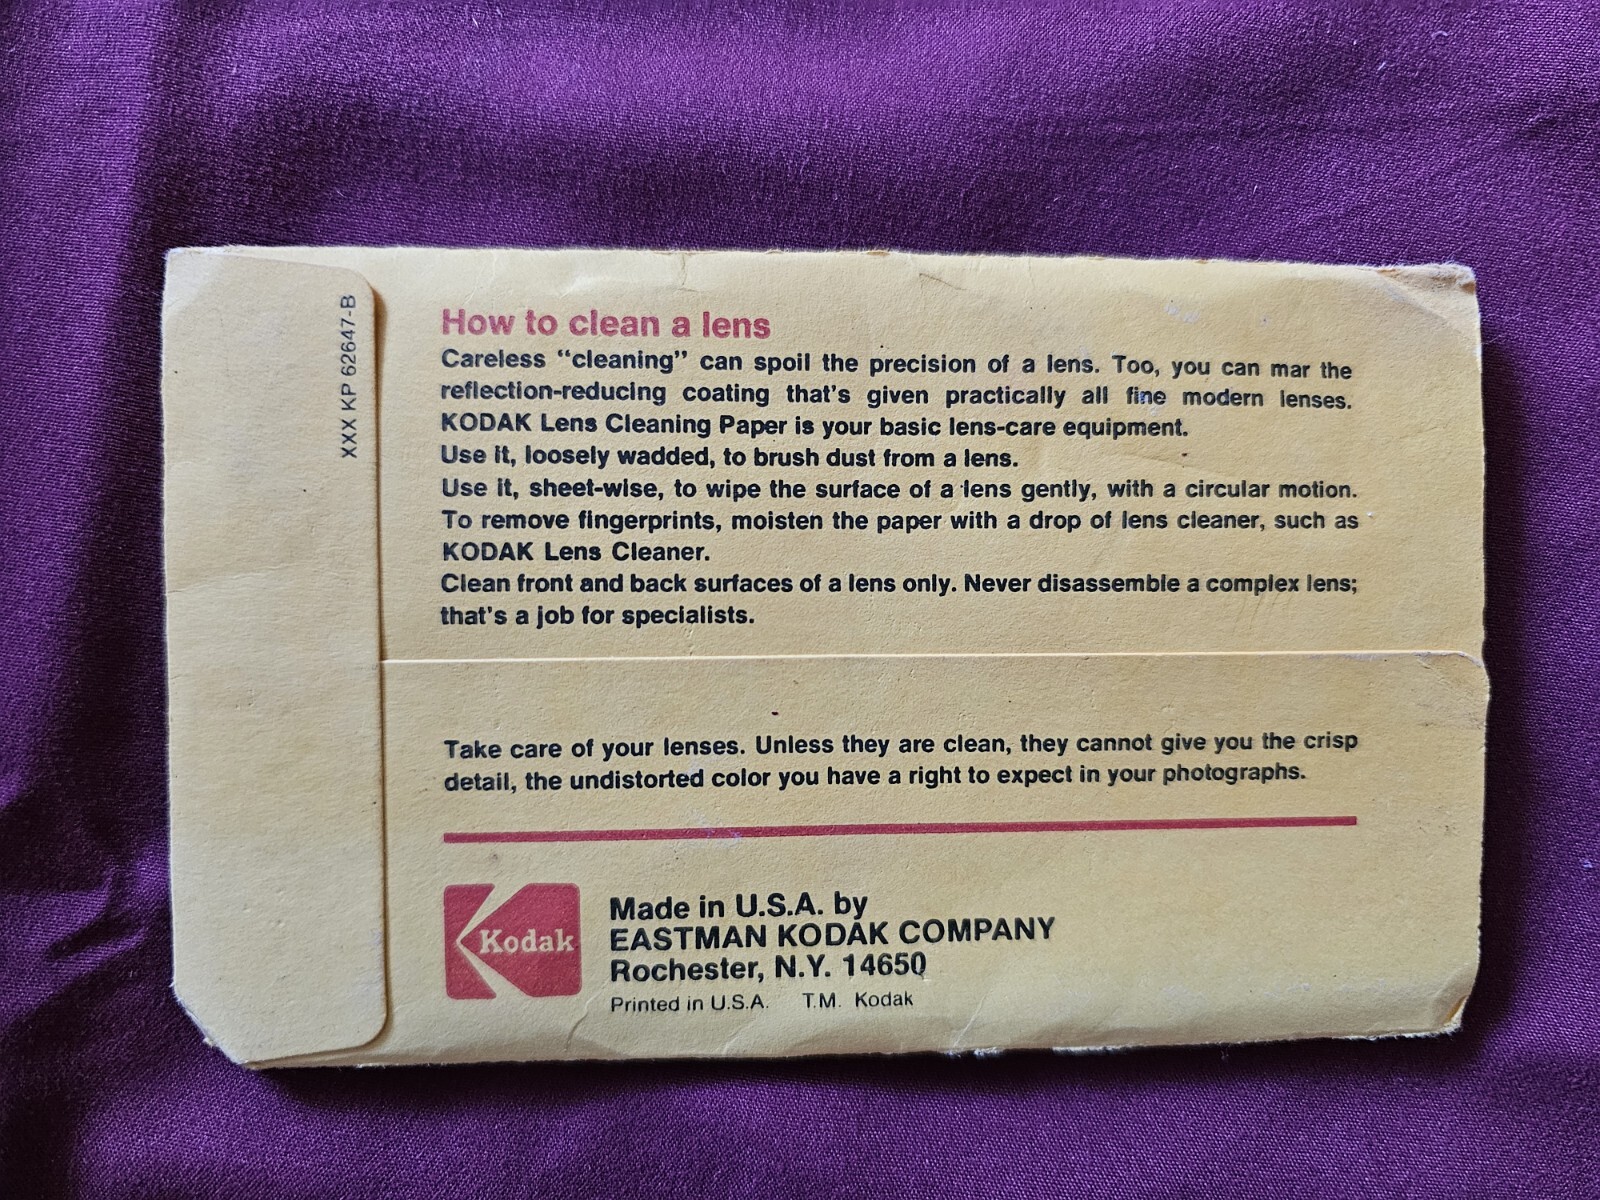 XXX KP 62647-B
How to clean a lens
Careless “cleaning” can spoil the precision of a lens. Too, you can mar the
reflection-reducing coating that's given practically all fine modern lenses.
KODAK Lens Cleaning Paper is your basic lens-care equipment.
Use it, loosely wadded, to brush dust from a lens.
Use it, sheet-wise, to wipe the surface of a lens gently, with a circular motion.
To remove fingerprints, moisten the paper with a drop of lens cleaner, such as
KODAK Lens Cleaner.
Clean front and back surfaces of a lens only. Never disassemble a complex lens;
that's a job for specialists.
Take care of your lenses. Unless they are clean, they cannot give you the crisp
detail, the undistorted color you have a right to expect in your photographs.
Kodak
Made in U.S.A. by
EASTMAN KODAK COMPANY
Rochester, N.Y. 14650
Printed in U.S.A. T.M. Kodak